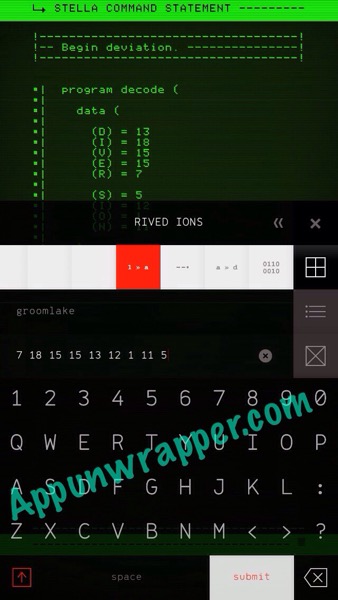 ↳ STELLA COMMAND STATEMENT ---------
!-----------------------------------!
!-- Begin deviation. ---------------!
!-----------------------------------!
program decode (
data (
(D) = 13
(I) = 18
(V) = 15
(E) = 15
(R) = 7
(S) = 5
(I) = 12
RIVED IONS « ×
1 > a --· a > d 0110
0010
groomlake
7 18 15 15 13 12 1 11 5
1 2 3 4 5 6 7 8 9 0
Q W E R T Y U I O P
A S D F G H J K L :
Z X C V B N M < > ?
space submit
Appunwrapper.com